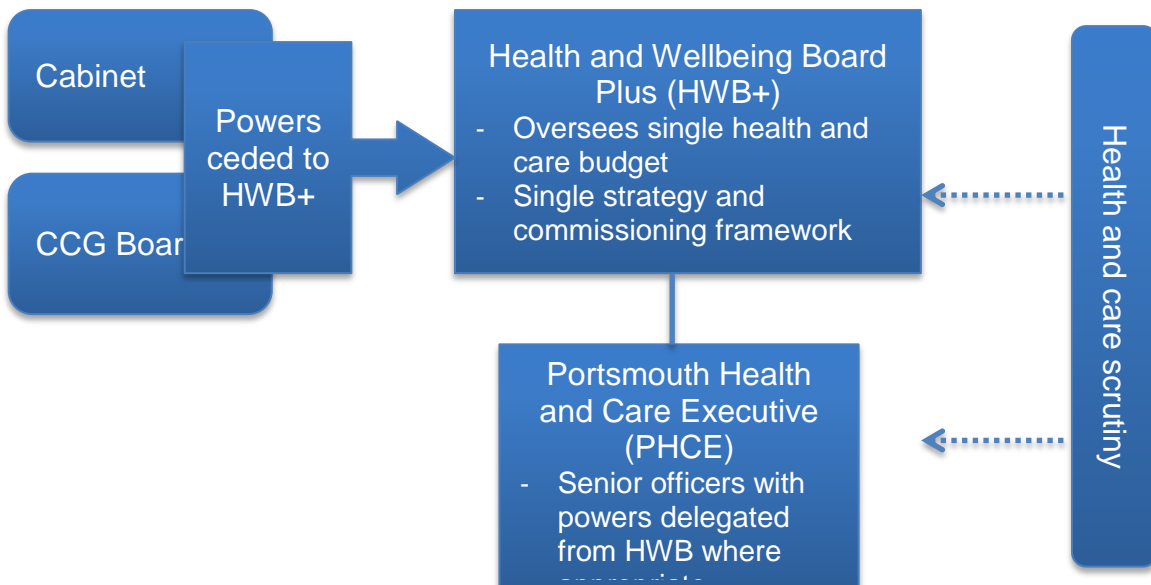 Cabinet
CCG Boar
Powers
ceded to
HWB+
Health and Wellbeing Board
Plus (HWB+)
- Oversees single health and
care budget
- Single strategy and
commissioning framework
Portsmouth Health
and Care Executive
(PHCE)
- Senior officers with
powers delegated
from HWB where
Health and care scrutiny